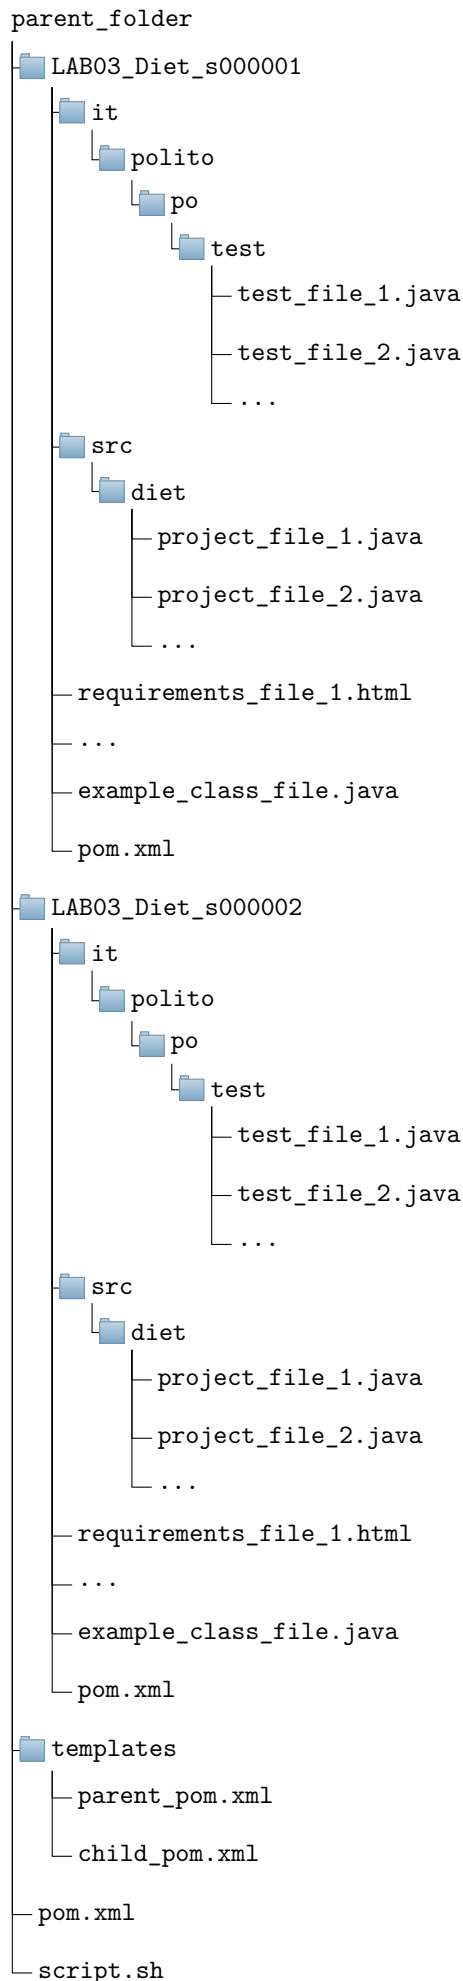 parent_folder
LAB03_Diet_s000001
it
polito
po
test
test_file_1.java
test_file_2.java
...
src
diet
project_file_1.java
project_file_2.java
...
requirements_file_1.html
...
example_class_file.java
pom.xml
LAB03_Diet_s000002
it
polito
po
test
test_file_1.java
test_file_2.java
...
src
diet
project_file_1.java
project_file_2.java
...
requirements_file_1.html
...
example_class_file.java
pom.xml
templates
parent_pom.xml
child_pom.xml
pom.xml
script.sh